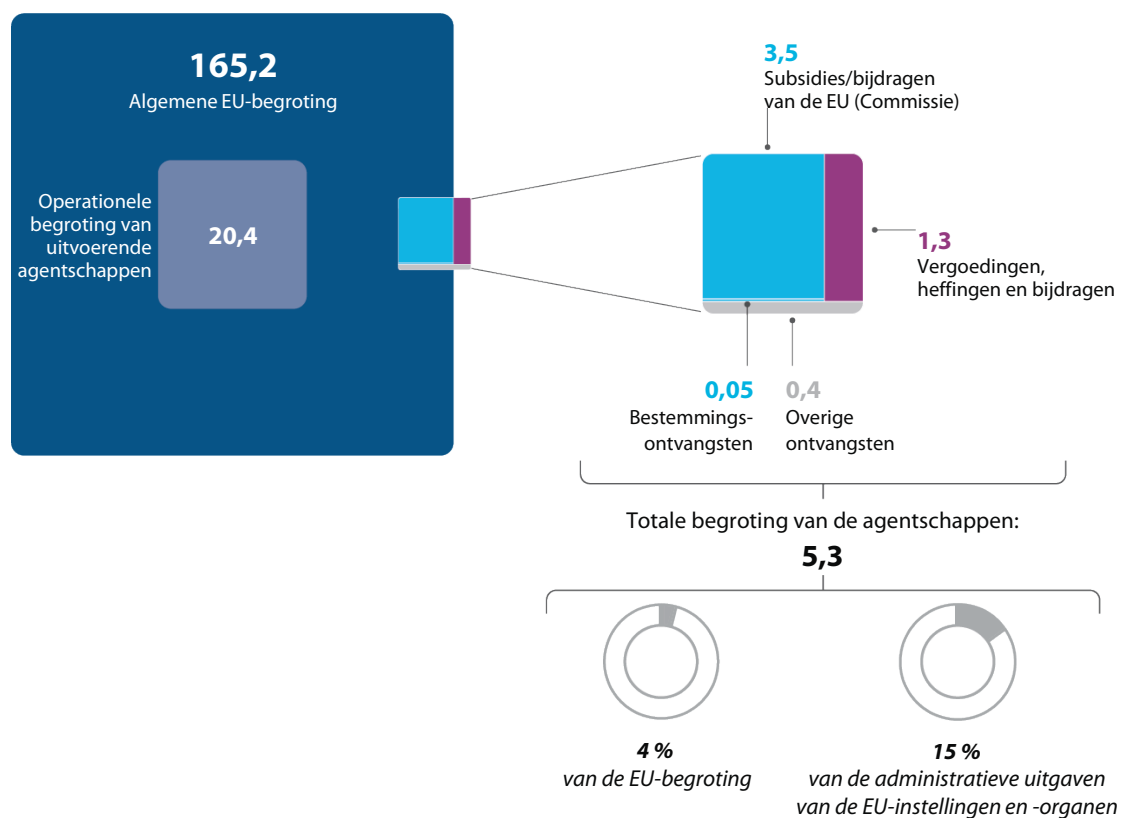 165,2
Algemene EU-begroting
Operationele
begroting van
uitvoerende
agentschappen
20,4
3,5
Subsidies/bijdragen
van de EU (Commissie)
1,3
Vergoedingen,
heffingen en bijdragen
0,05
Bestemmings-
ontvangsten
0,4
Overige
ontvangsten
Totale begroting van de agentschappen:
5,3
4 %
van de EU-begroting
15 %
van de administratieve uitgaven
van de EU-instellingen en -organen